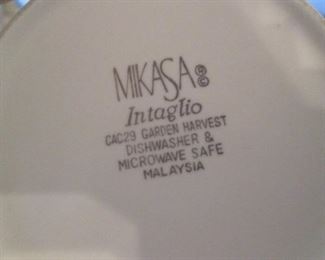 MIKASA®©
Intaglio
CAC29 GARDEN HARVEST
DISHWASHER &
MICROWAVE SAFE
MALAYSIA